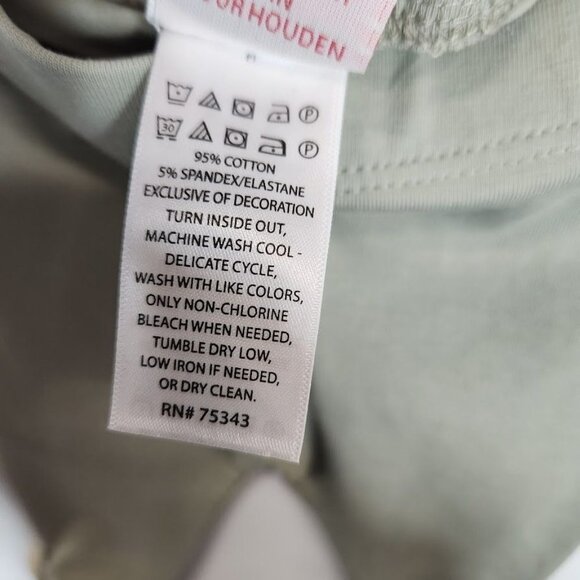 OORHOUDEN
30
95% COTTON
5% SPANDEX/ELASTANE
EXCLUSIVE OF DECORATION
TURN INSIDE OUT,
MACHINE WASH COOL -
DELICATE CYCLE,
WASH WITH LIKE COLORS,
ONLY NON-CHLORINE
BLEACH WHEN NEEDED,
TUMBLE DRY LOW,
LOW IRON IF NEEDED,
OR DRY CLEAN.
RN# 75343